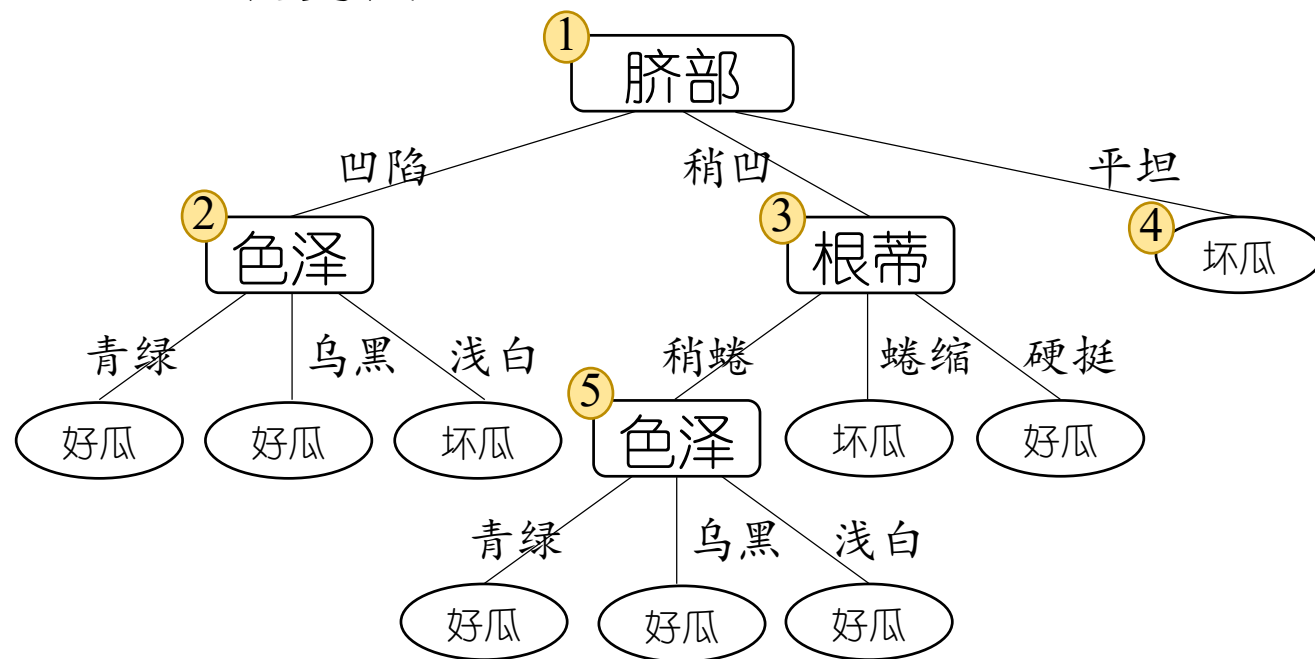 1
脐部
凹陷 稍凹 平坦
2 3 4
色泽 根蒂 坏瓜
青绿 乌黑 浅白 稍蜷 蜷缩 硬挺
5
好瓜 好瓜 坏瓜 色泽 坏瓜 好瓜
青绿 乌黑 浅白
好瓜 好瓜 好瓜